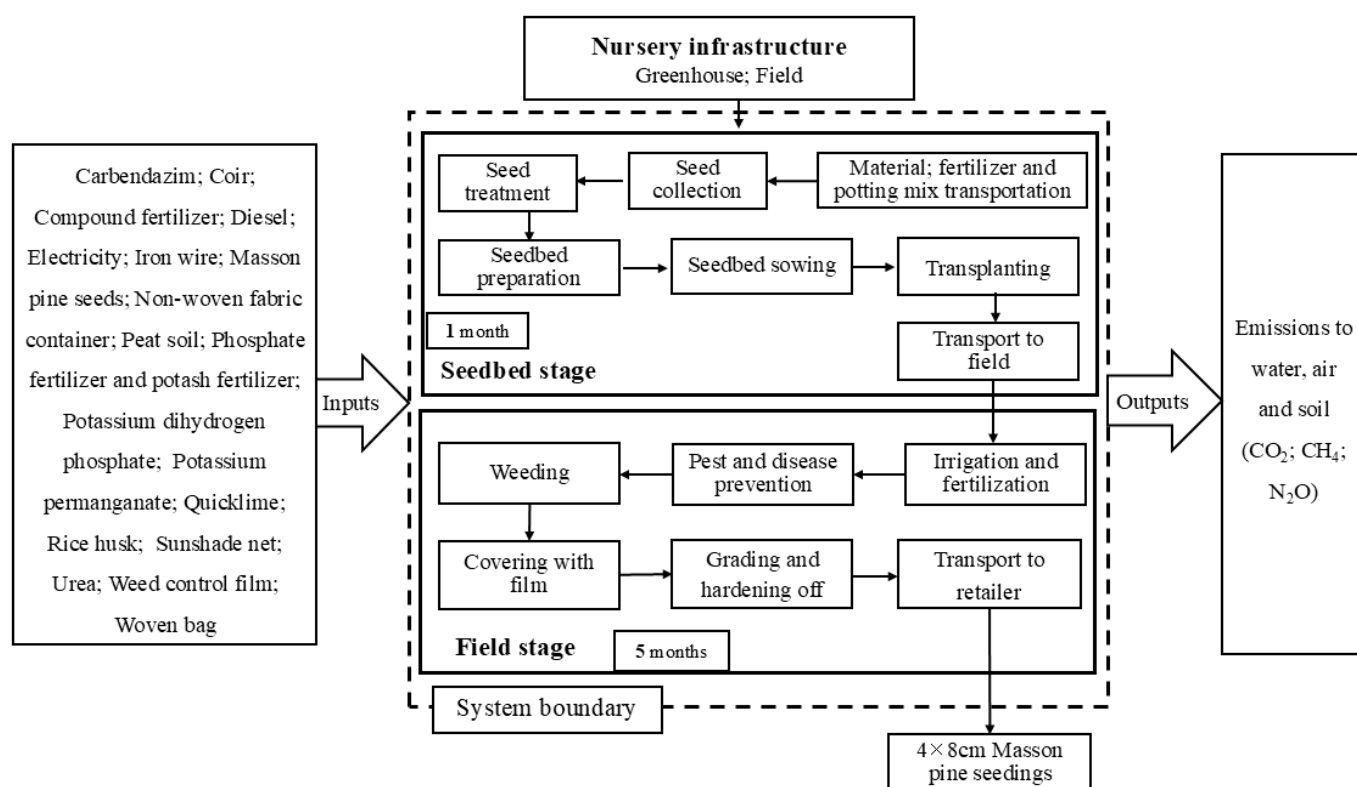 Nursery infrastructure
Greenhouse; Field
Carbendazim; Coir;
Compound fertilizer; Diesel;
Electricity; Iron wire; Masson
pine seeds; Non-woven fabric
container; Peat soil; Phosphate
fertilizer and potash fertilizer;
Potassium dihydrogen
phosphate; Potassium
permanganate; Quicklime;
Rice husk; Sunshade net;
Urea; Weed control film;
Woven bag
Inputs
Seed
treatment
Seed
collection
Material; fertilizer and
potting mix transportation
Seedbed
preparation
Seedbed sowing
Transplanting
1 month
Seedbed stage
Transport to
field
Weeding
Pest and disease
prevention
Irrigation and
fertilization
Covering with
film
Grading and
hardening off
Transport to
retailer
Field stage
5 months
System boundary
4×8cm Masson
pine seedings
Outputs
Emissions to
water, air
and soil
(CO₂; CH₄;
N₂O)